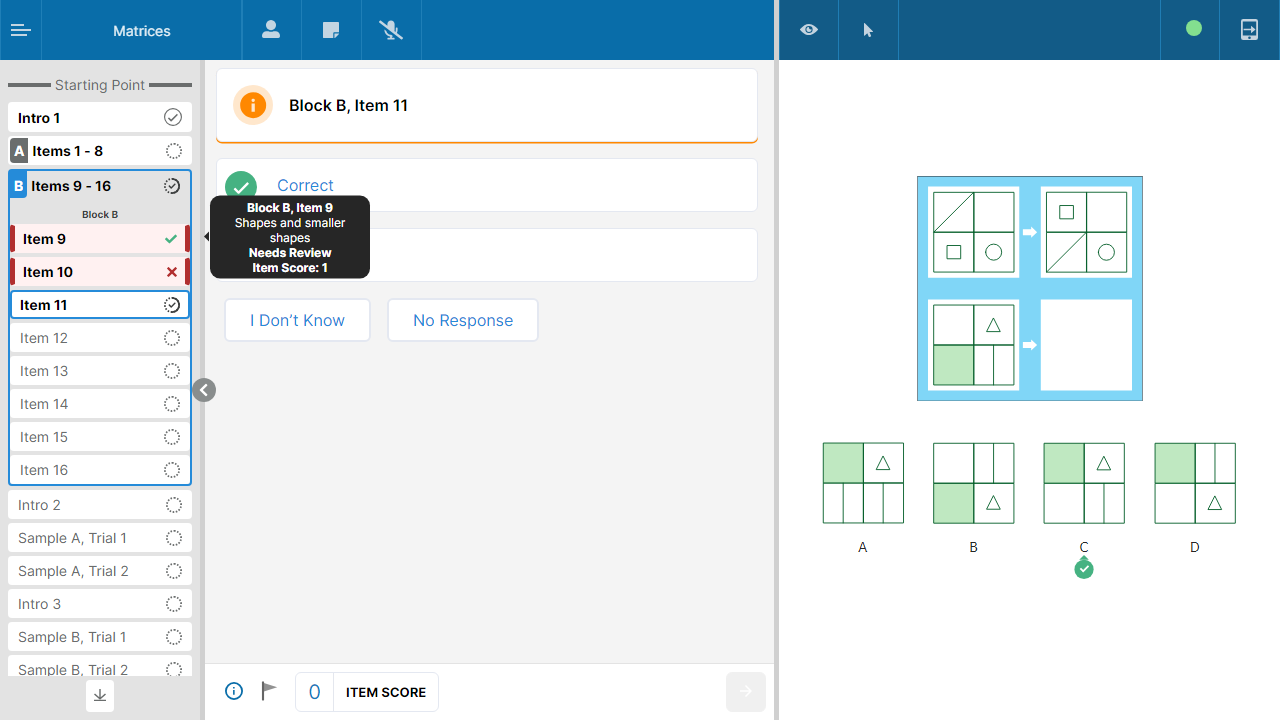 Matrices
Starting Point
Intro 1
A Items 1 - 8
B Items 9 - 16
Block B
Item 9
Item 10
Item 11
Item 12
Item 13
Item 14
Item 15
Item 16
Intro 2
Sample A, Trial 1
Sample A, Trial 2
Intro 3
Sample B, Trial 1
Sample B, Trial 2
Block B, Item 11
Correct
Block B, Item 9
Shapes and smaller
shapes
Needs Review
Item Score: 1
I Don’t Know
No Response
0 ITEM SCORE
A B C D